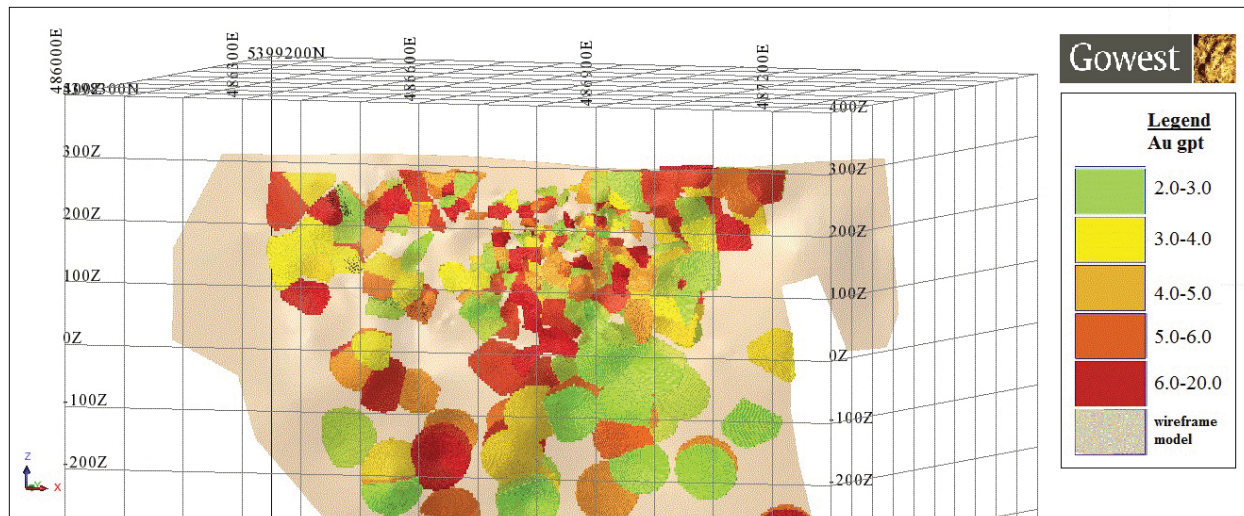 486000E
486300E
5399200N
486600E
486900E
487200E
400Z
300Z
300Z
200Z
200Z
100Z
100Z
0Z
0Z
-100Z
-100Z
-200Z
-200Z
Z
Y
X
Gowest
Legend
Au gpt
2.0-3.0
3.0-4.0
4.0-5.0
5.0-6.0
6.0-20.0
wireframe
model